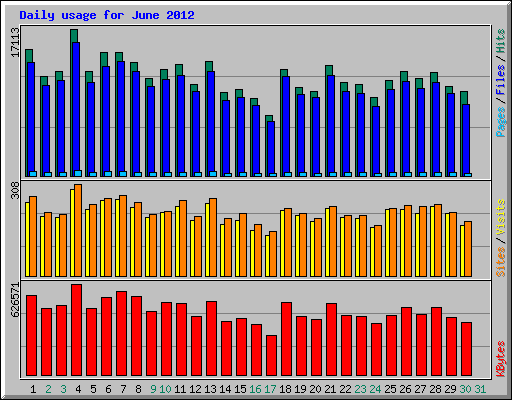 Daily usage for June 2012
17113
Pages / Files / Hits
308
Sites / Visits
626571
KBytes
1 2 3 4 5 6 7 8 9 10 11 12 13 14 15 16 17 18 19 20 21 22 23 24 25 26 27 28 29 30 31